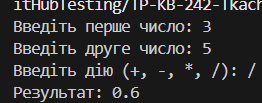 itHubTesting/TP-KB-242-Tkach
Введіть перше число: 3
Введіть друге число: 5
Введіть дію (+, -, *, /): /
Результат: 0.6